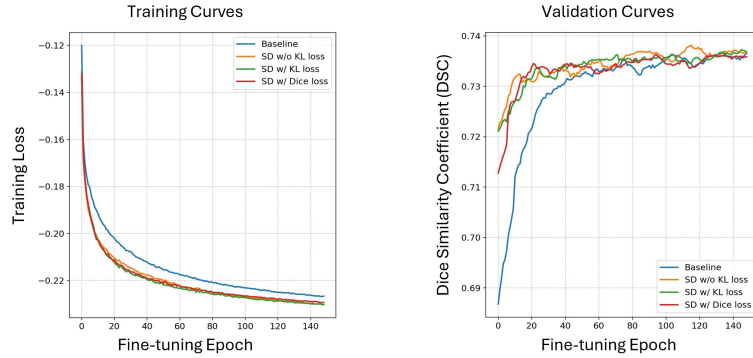 Training Curves
Training Loss
−0.12
−0.14
−0.16
−0.18
−0.20
−0.22
Baseline
SD w/o KL loss
SD w/ KL loss
SD w/ Dice loss
0 20 40 60 80 100 120 140
Fine-tuning Epoch
Validation Curves
Dice Similarity Coefficient (DSC)
0.74
0.73
0.72
0.71
0.70
0.69
Baseline
SD w/o KL loss
SD w/ KL loss
SD w/ Dice loss
0 20 40 60 80 100 120 140
Fine-tuning Epoch